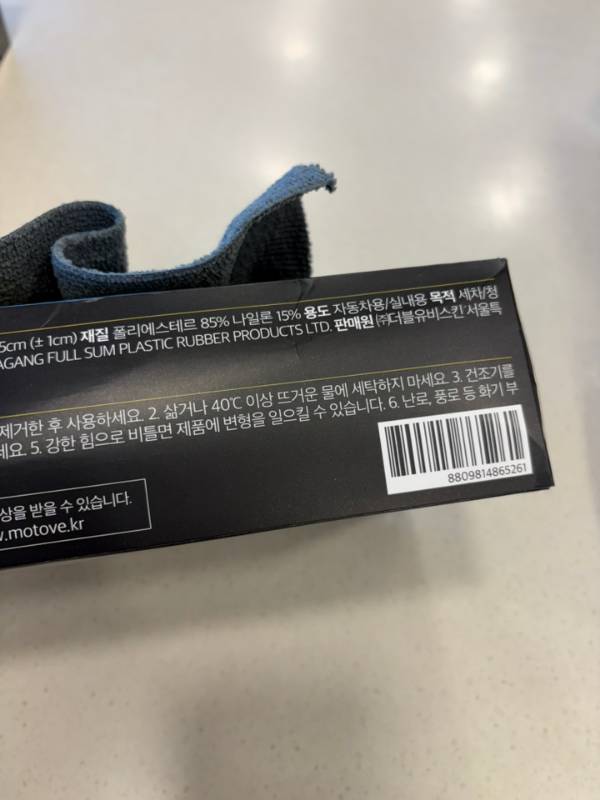 5cm (± 1cm) 재질 폴리에스테르 85% 나일론 15% 용도 자동차용/실내용 목적 세차/청
AGANG FULL SUM PLASTIC RUBBER PRODUCTS LTD. 판매원 ㈜더블유비스킨 서울특
제거한 후 사용하세요. 2. 삶거나 40℃ 이상 뜨거운 물에 세탁하지 마세요. 3. 건조기를
세요. 5. 강한 힘으로 비틀면 제품에 변형을 일으킬 수 있습니다. 6. 난로, 풍로 등 화기 부
상을 받을 수 있습니다.
.motove.kr
8809814865261